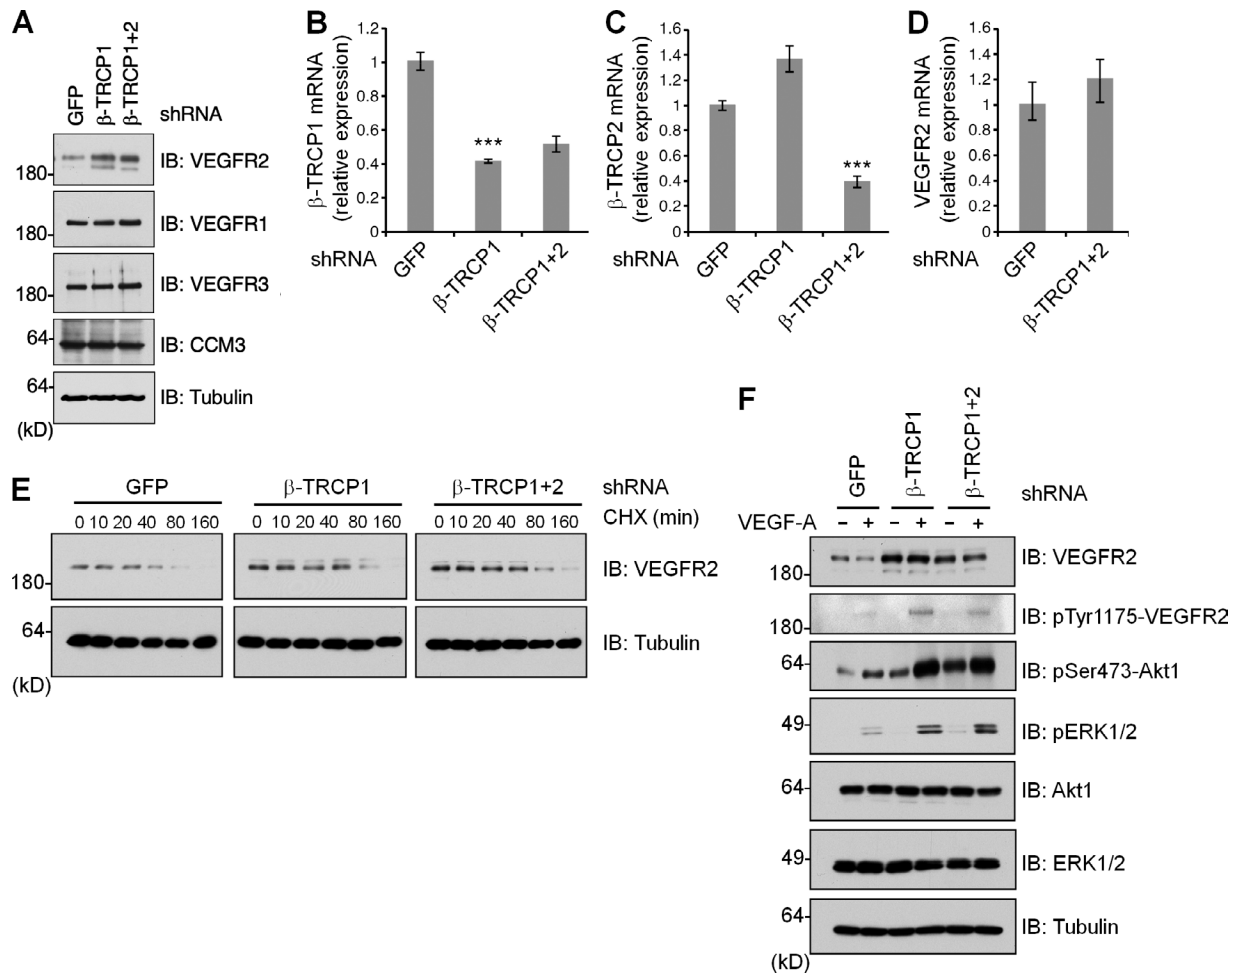 A
GFP
β-TRCP1
β-TRCP1+2
shRNA
IB: VEGFR2
180
IB: VEGFR1
180
IB: VEGFR3
180
64
IB: CCM3
64
IB: Tubulin
(kD)
B
β-TRCP1 mRNA
(relative expression)
1.2
1
0.8
0.6
0.4
0.2
0
***
shRNA
GFP
β-TRCP1
β-TRCP1+2
C
β-TRCP2 mRNA
(relative expression)
1.6
1.4
1.2
1
0.8
0.6
0.4
0.2
0
***
shRNA
GFP
β-TRCP1
β-TRCP1+2
D
VEGFR2 mRNA
(relative expression)
1.6
1.4
1.2
1
0.8
0.6
0.4
0.2
0
shRNA
GFP
β-TRCP1+2
E
GFP β-TRCP1 β-TRCP1+2 shRNA
0 10 20 40 80 160 0 10 20 40 80 160 0 10 20 40 80 160 CHX (min)
180 IB: VEGFR2
64 IB: Tubulin
(kD)
F
GFP
β-TRCP1
β-TRCP1+2
shRNA
VEGF-A - + - + - +
180 IB: VEGFR2
180 IB: pTyr1175-VEGFR2
64 IB: pSer473-Akt1
49 IB: pERK1/2
64 IB: Akt1
49 IB: ERK1/2
64 IB: Tubulin
(kD)